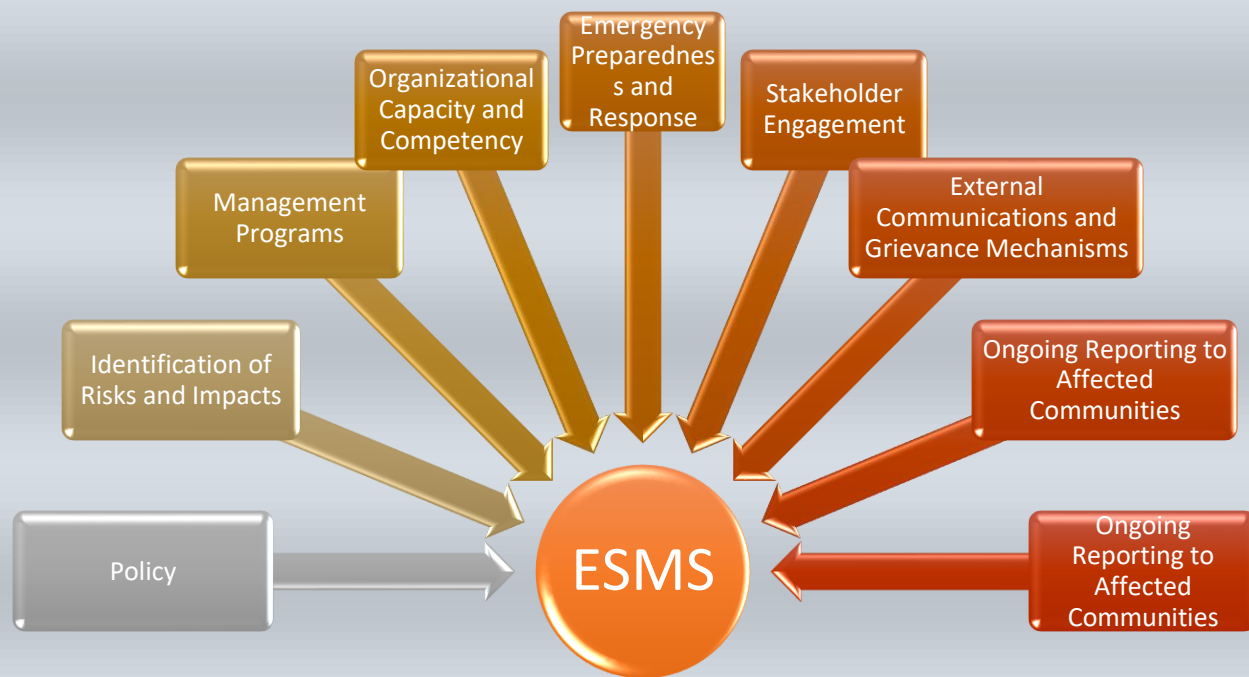 Emergency
Preparednes
s and
Response
Organizational
Capacity and
Competency
Stakeholder
Engagement
Management
Programs
External
Communications and
Grievance Mechanisms
Identification of
Risks and Impacts
Ongoing Reporting to
Affected
Communities
Policy
ESMS
Ongoing
Reporting to
Affected
Communities